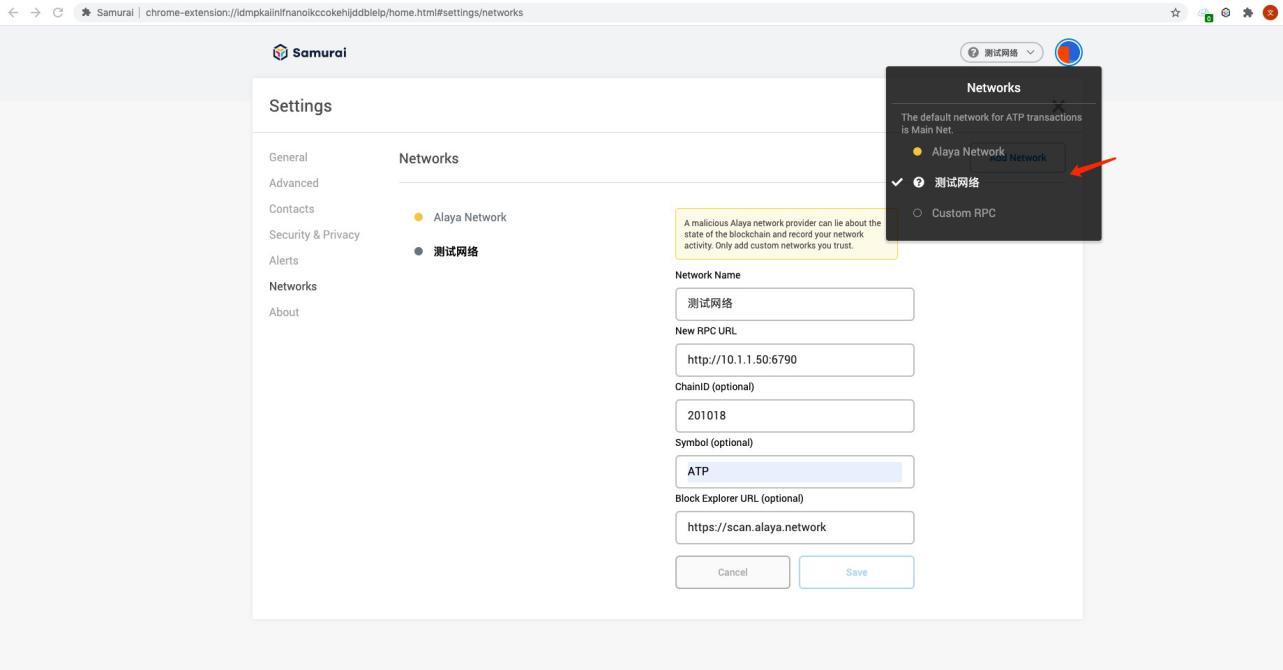 Samurai | chrome-extension://idmpkaiinlfnanoikccokehijddblelp/home.html#settings/networks
0
文
Samurai
测试网络
Settings
General
Advanced
Contacts
Security & Privacy
Alerts
Networks
About
Networks
Add Network
Alaya Network
测试网络
A malicious Alaya network provider can lie about the
state of the blockchain and record your network
activity. Only add custom networks you trust.
Network Name
测试网络
New RPC URL
http://10.1.1.50:6790
ChainID (optional)
201018
Symbol (optional)
ATP
Block Explorer URL (optional)
https://scan.alaya.network
Cancel
Save
Networks
The default network for ATP transactions
is Main Net.
Alaya Network
测试网络
Custom RPC